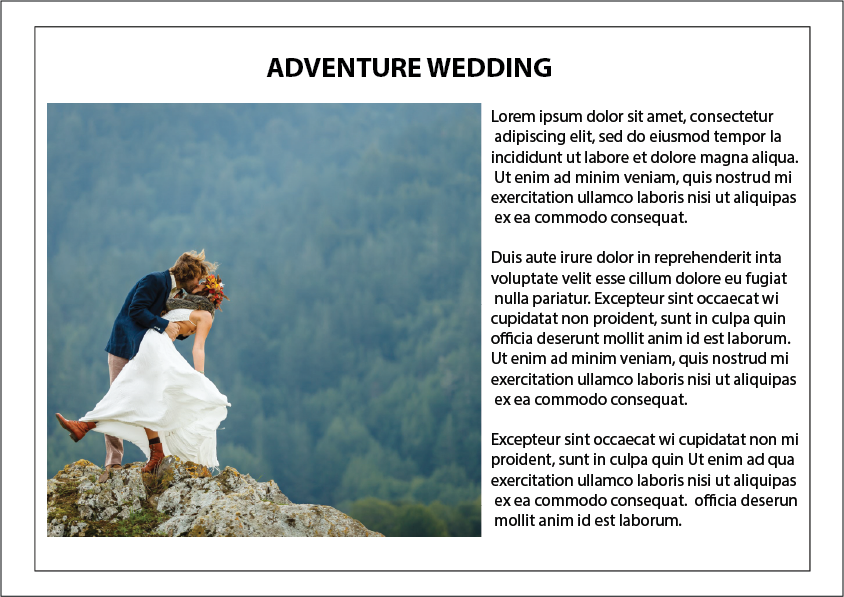 ADVENTURE WEDDING
Lorem ipsum dolor sit amet, consectetur
adipiscing elit, sed do eiusmod tempor la
incididunt ut labore et dolore magna aliqua.
Ut enim ad minim veniam, quis nostrud mi
exercitation ullamco laboris nisi ut aliquipas
ex ea commodo consequat.
Duis aute irure dolor in reprehenderit inta
voluptate velit esse cillum dolore eu fugiat
nulla pariatur. Excepteur sint occaecat wi
cupidatat non proident, sunt in culpa quin
officia deserunt mollit anim id est laborum.
Ut enim ad minim veniam, quis nostrud mi
exercitation ullamco laboris nisi ut aliquipas
ex ea commodo consequat.
Excepteur sint occaecat wi cupidatat non mi
proident, sunt in culpa quin Ut enim ad qua
exercitation ullamco laboris nisi ut aliquipas
ex ea commodo consequat.  officia deserun
mollit anim id est laborum.